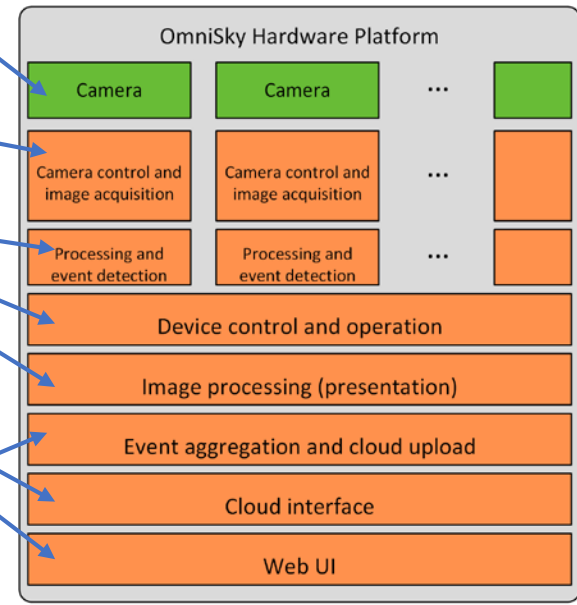 OmniSky Hardware Platform
Camera
Camera
...
Camera control and
image acquisition
Camera control and
image acquisition
...
Processing and
event detection
Processing and
event detection
...
Device control and operation
Image processing (presentation)
Event aggregation and cloud upload
Cloud interface
Web UI